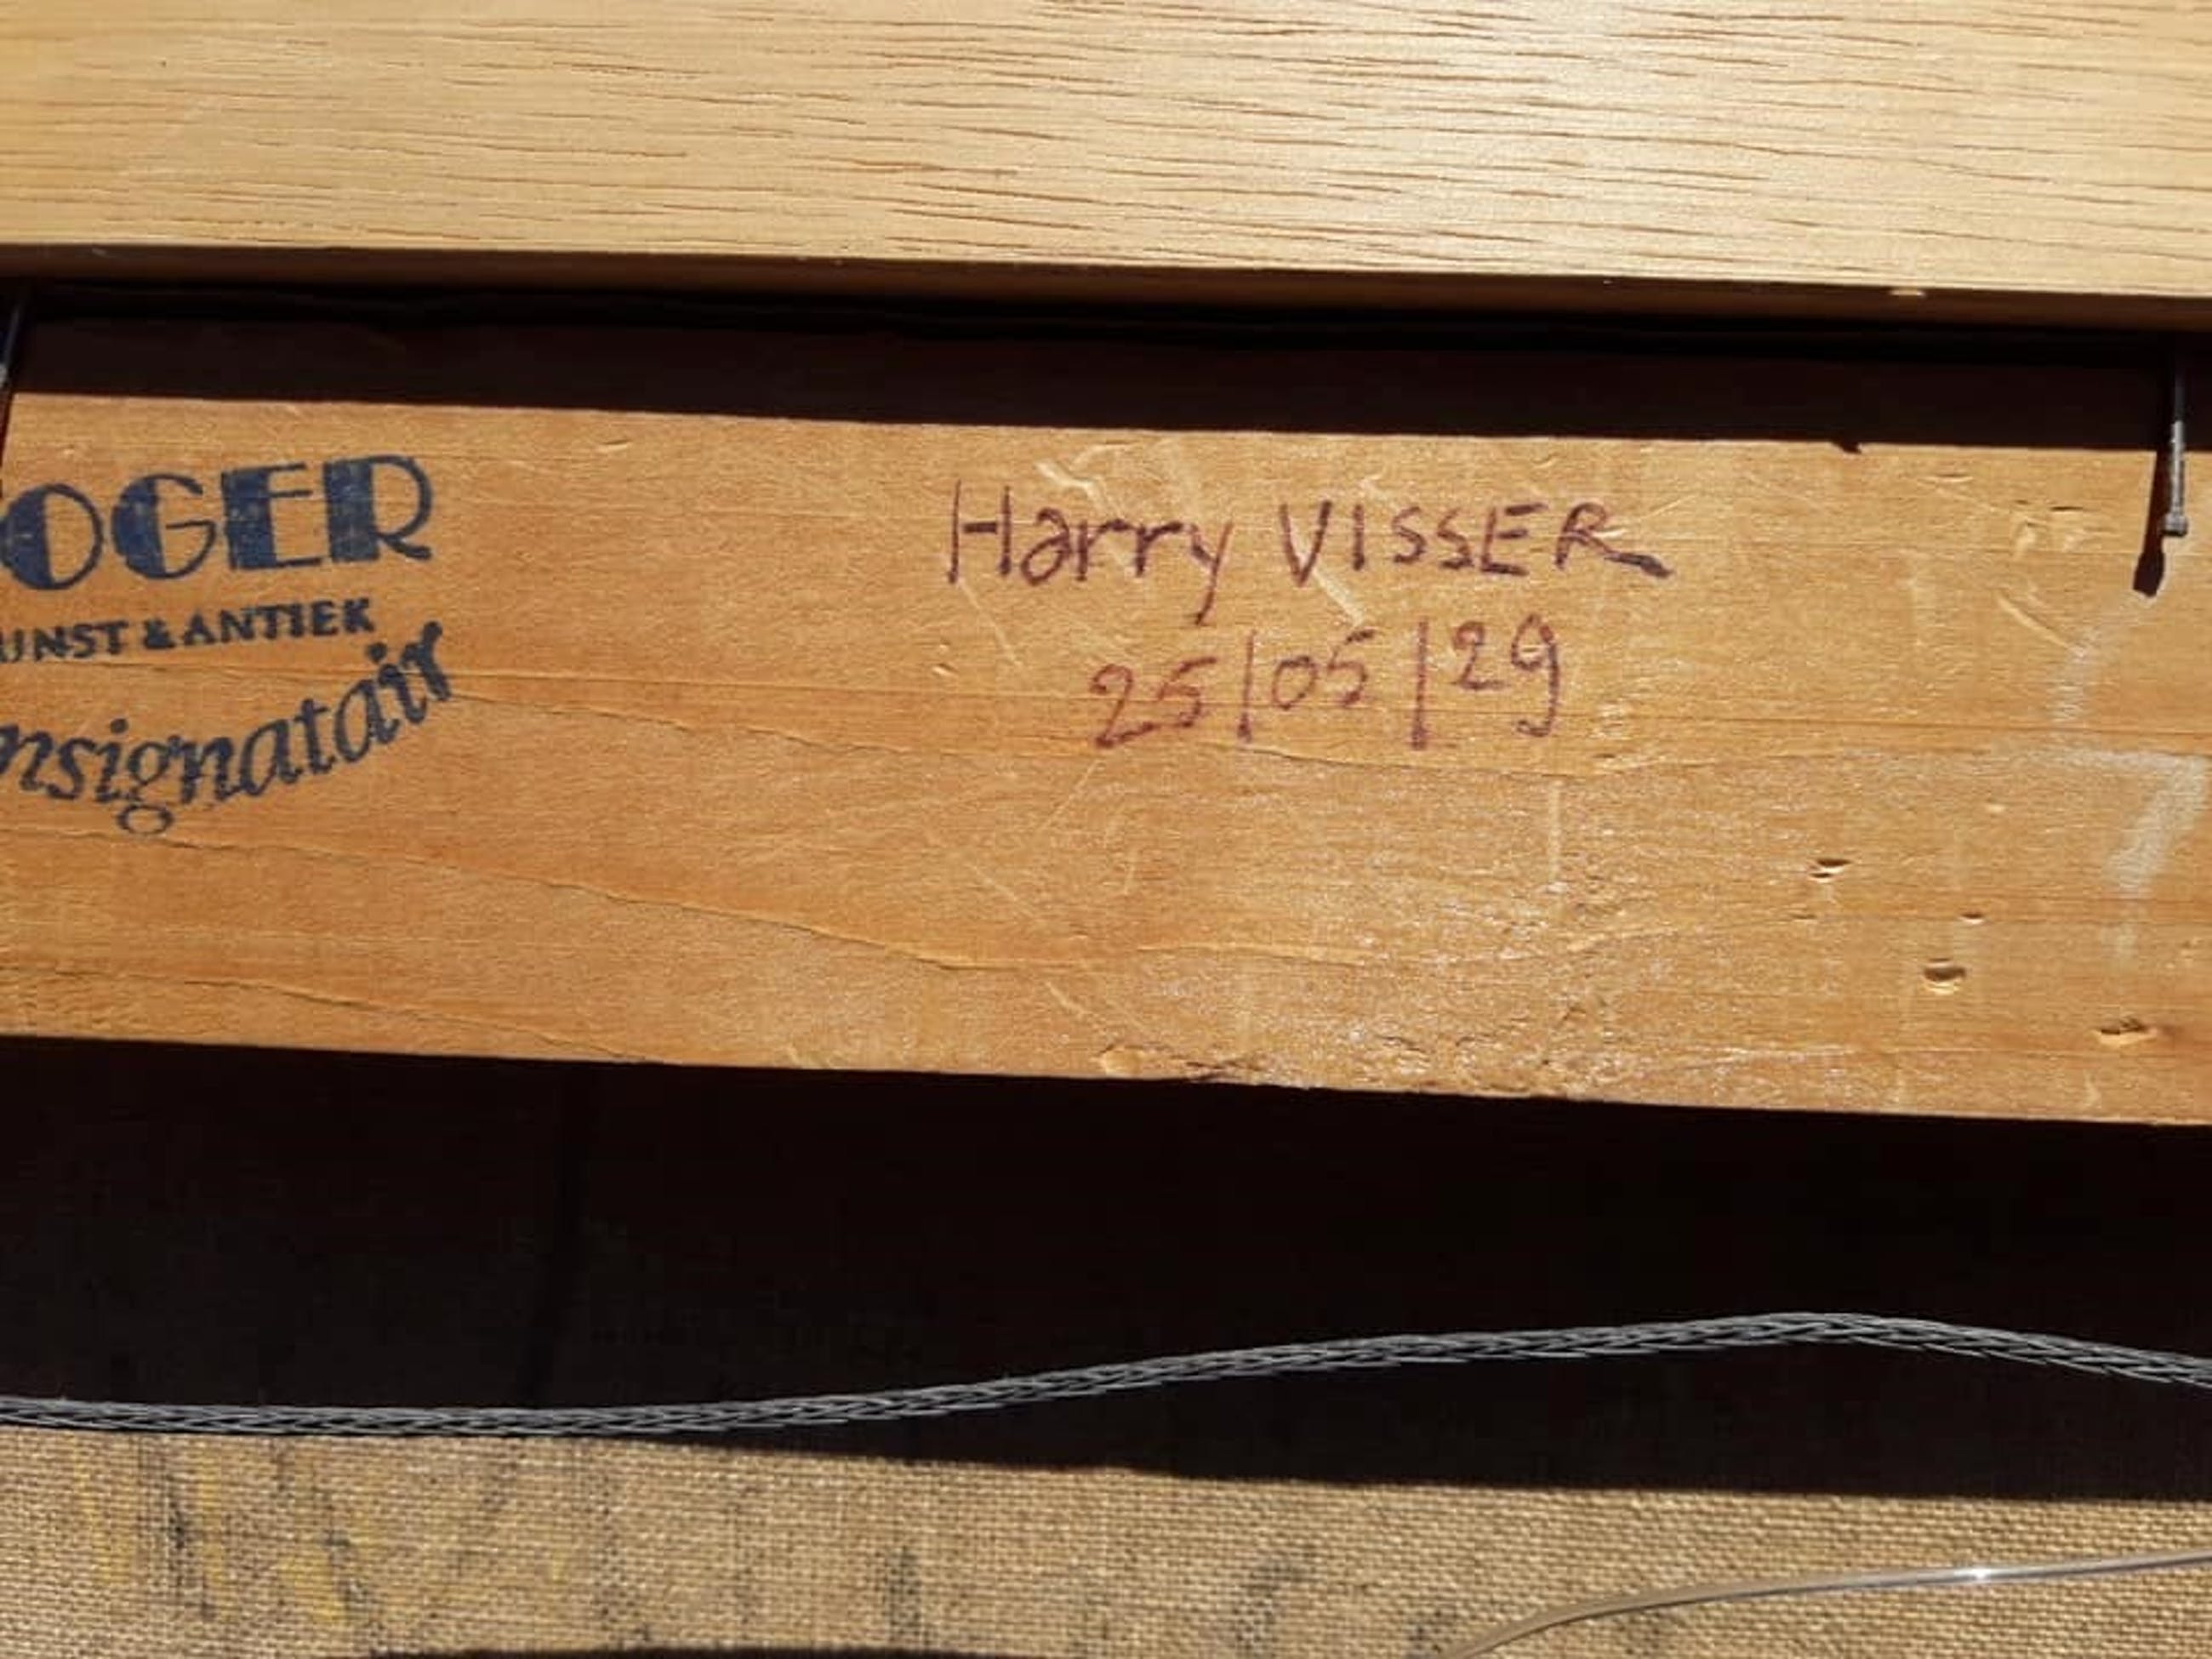 OGER
UNST & ANTIEK
nsignatair
Harry VISSER
25/05/29